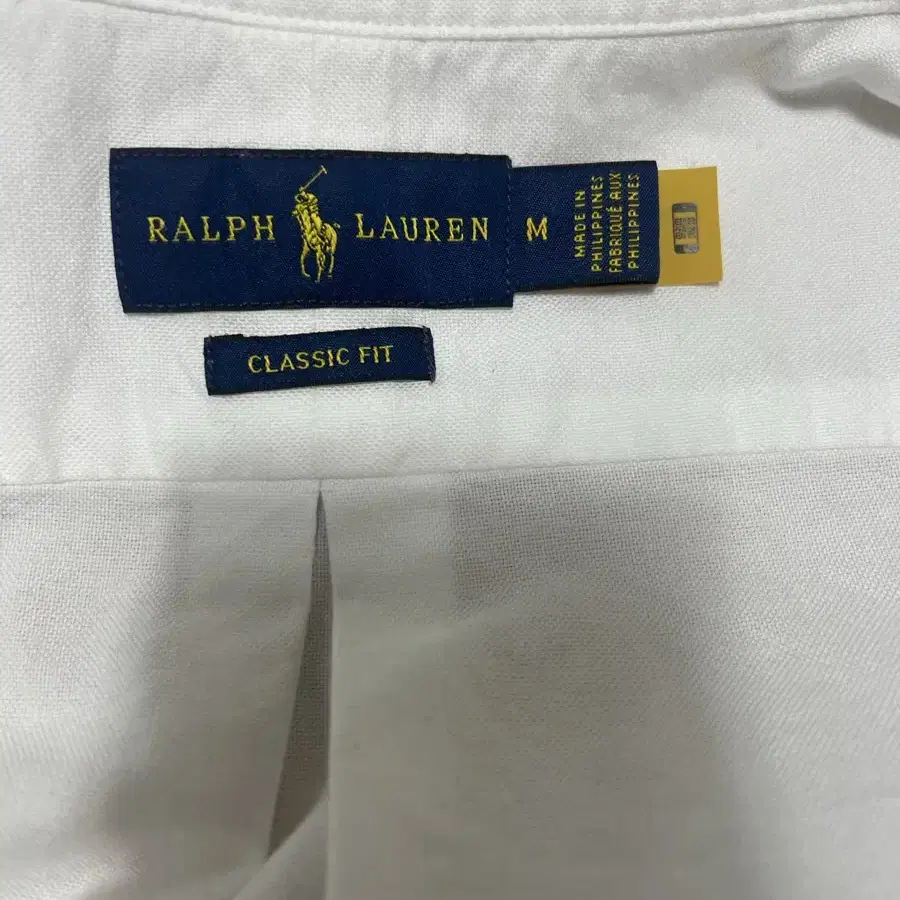 RALPH LAUREN
M
MADE IN
PHILIPPINES
FABRIQUÉ AUX
PHILIPPINES
CLASSIC FIT